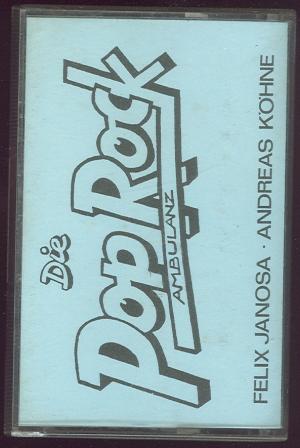 Die
Pop Rock
AMBULANZ
FELIX JANOSA · ANDREAS KÖHNE